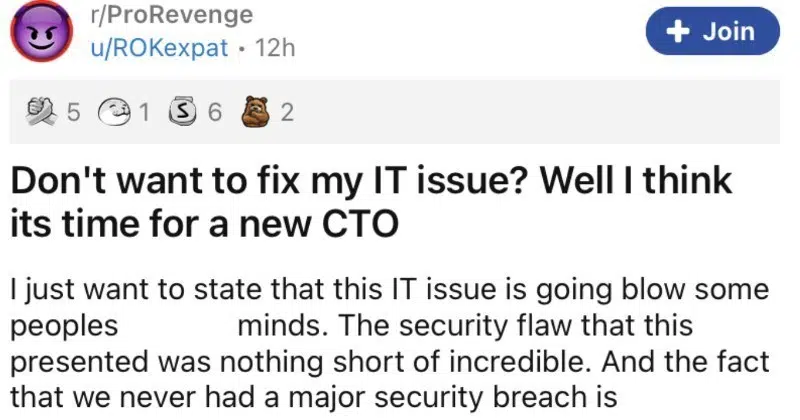 r/ProRevenge
u/ROKexpat • 12h
+ Join
5 1 S 6 2
Don't want to fix my IT issue? Well I think
its time for a new CTO
I just want to state that this IT issue is going blow some
peoples minds. The security flaw that this
presented was nothing short of incredible. And the fact
that we never had a major security breach is